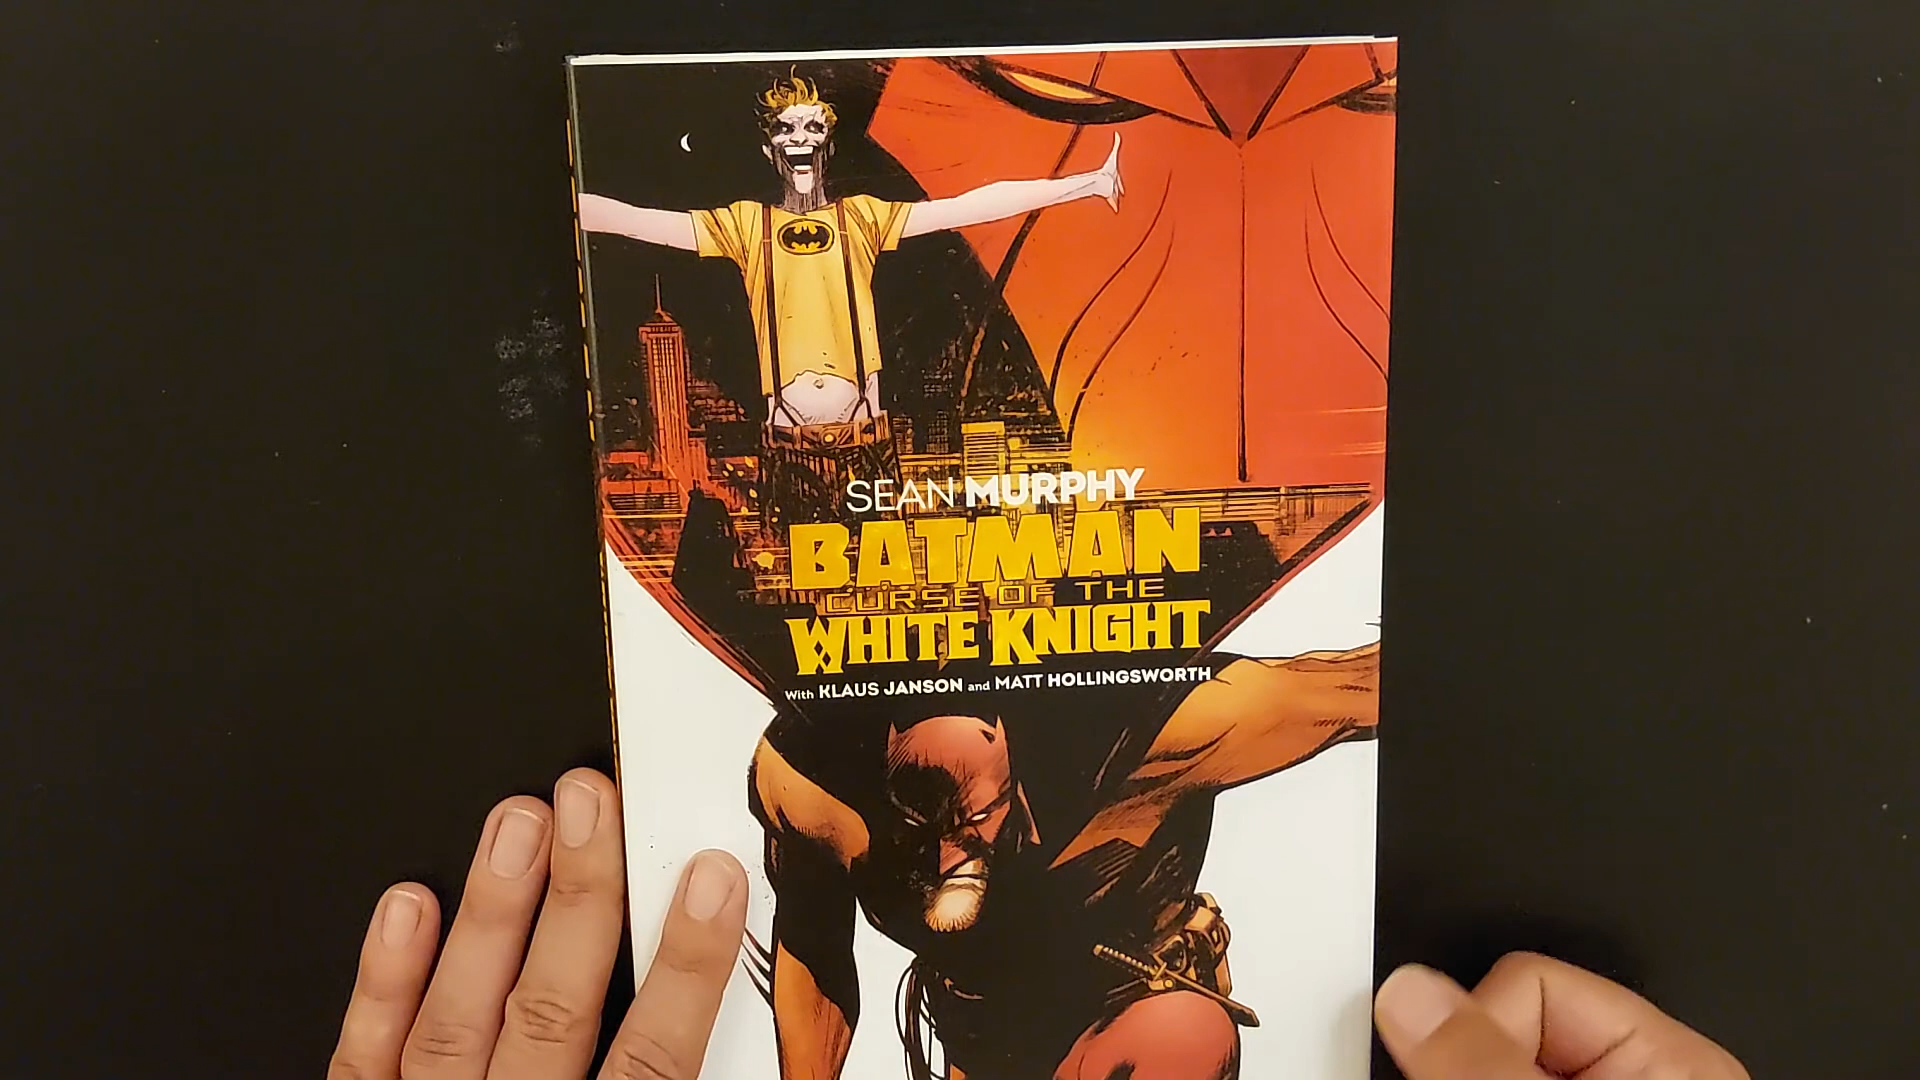 SEAN MURPHY
BATMAN
CURSE OF THE
WHITE KNIGHT
With KLAUS JANSON and MATT HOLLINGSWORTH